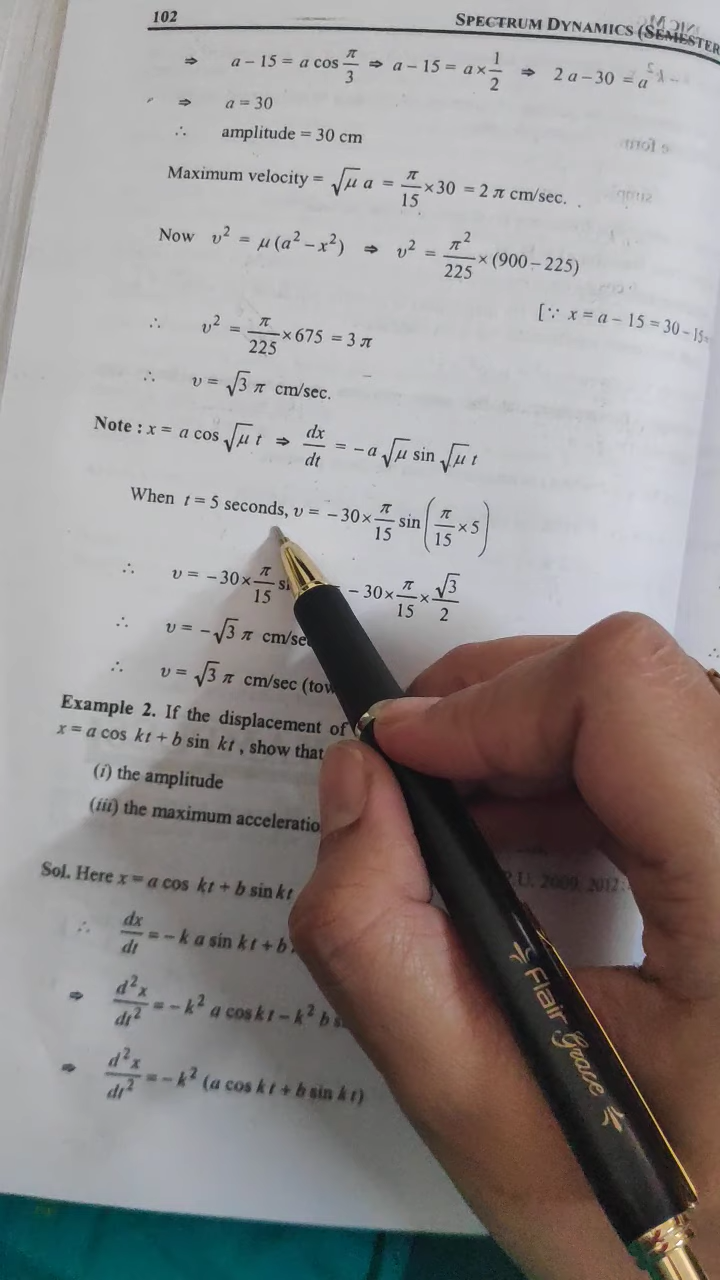 102
SPECTRUM DYNAMICS (SEMESTER
⇒ a – 15 = a cos π/3 ⇒ a – 15 = a × 1/2 ⇒ 2 a – 30 = a
⇒ a = 30
∴ amplitude = 30 cm
Maximum velocity = √μ a = π/15 × 30 = 2 π cm/sec.
Now v² = μ (a² – x²) ⇒ v² = π²/225 × (900 – 225)
[∵ x = a – 15 = 30 – 15
∴ v² = π/225 × 675 = 3 π
∴ v = √3 π cm/sec.
Note : x = a cos √μ t ⇒ dx/dt = – a √μ sin √μ t
When t = 5 seconds, v = – 30 × π/15 sin (π/15 × 5)
∴ v = – 30 × π/15 – 30 × π/15 × √3/2
∴ v = – √3 π
∴ v = √3 π cm/sec
Example 2. If the displacement of
x = a cos kt + b sin kt, show that
(i) the amplitude
(iii) the maximum
Sol. Here x = a cos kt + b sin kt
∴ dx/dt = – k a sin kt + b
⇒ d²x/dt² = – k² a cos kt – k² b
⇒ d²x/dt² = – k² (a cos kt + b sin kt)
Flair Grace